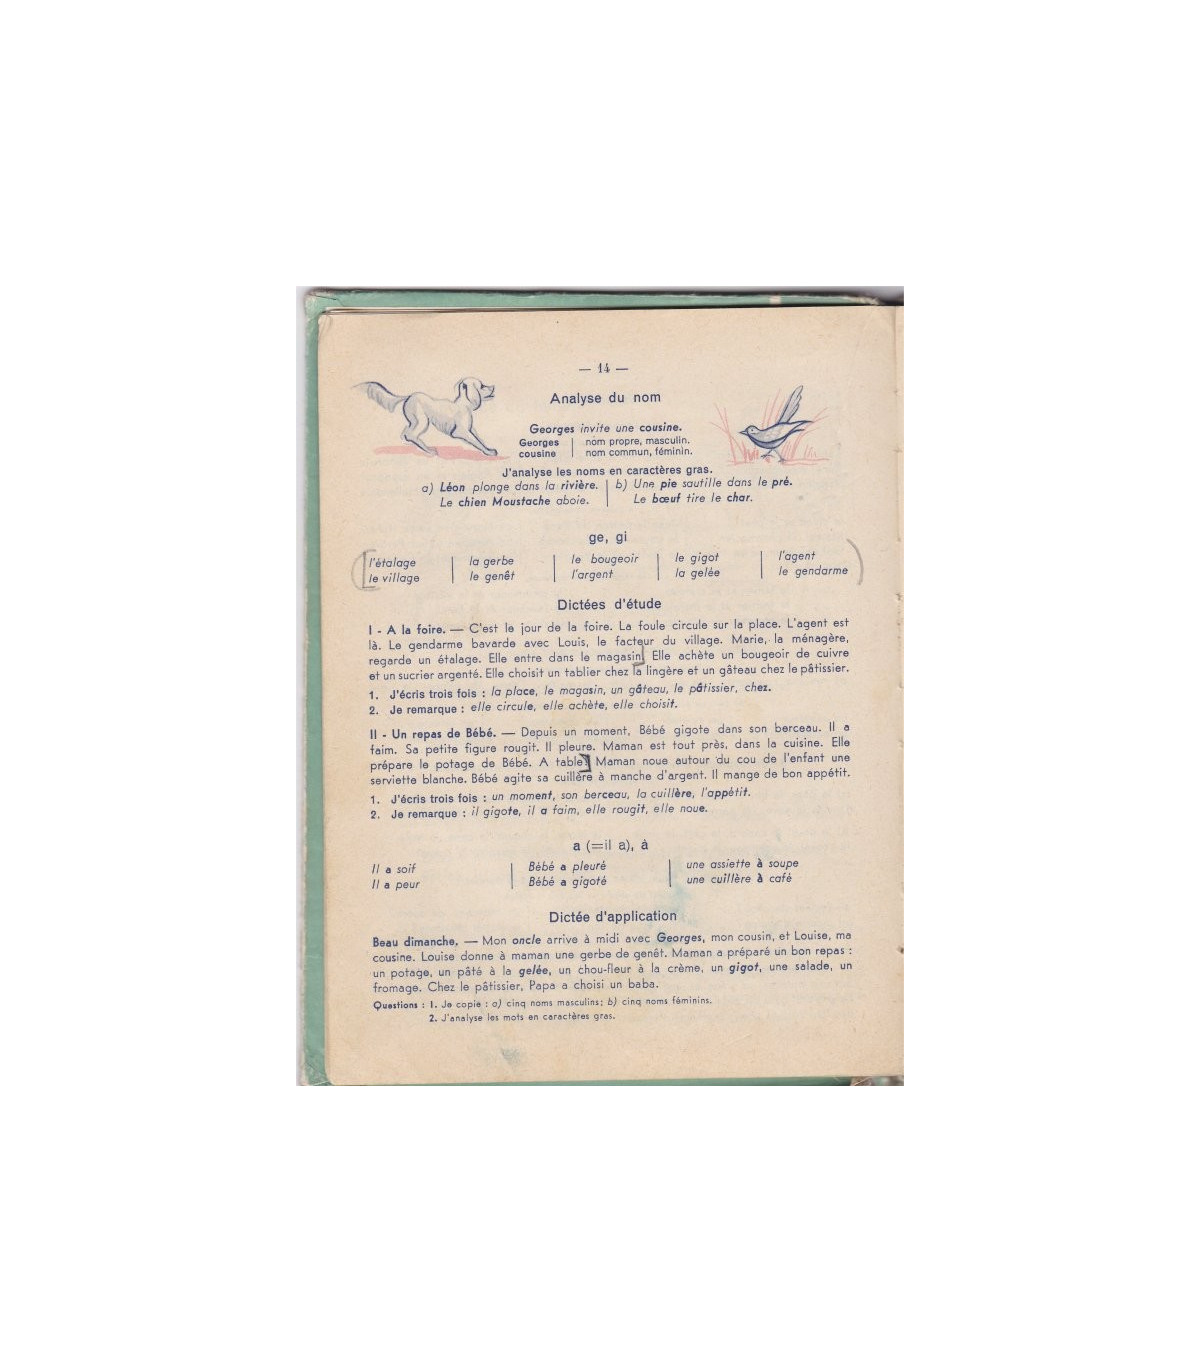 — 14 —
Analyse du nom
Georges invite une cousine.
Georges | nom propre, masculin.
cousine | nom commun, féminin.
J'analyse les noms en caractères gras.
a) Léon plonge dans la rivière. | b) Une pie sautille dans le pré.
Le chien Moustache aboie. | Le bœuf tire le char.
ge, gi
l'étalage | la gerbe | le bougeoir | le gigot | l'agent
le village | le genêt | l'argent | la gelée | le gendarme
Dictées d'étude
I - A la foire. — C'est le jour de la foire. La foule circule sur la place. L'agent est
là. Le gendarme bavarde avec Louis, le facteur du village. Marie, la ménagère,
regarde un étalage. Elle entre dans le magasin. Elle achète un bougeoir de cuivre
et un sucrier argenté. Elle choisit un tablier chez la lingère et un gâteau chez le pâtissier.
1. J'écris trois fois : la place, le magasin, un gâteau, le pâtissier, chez.
2. Je remarque : elle circule, elle achète, elle choisit.
II - Un repas de Bébé. — Depuis un moment, Bébé gigote dans son berceau. Il a
faim. Sa petite figure rougit. Il pleure. Maman est tout près, dans la cuisine. Elle
prépare le potage de Bébé. A table! Maman noue autour du cou de l'enfant une
serviette blanche. Bébé agite sa cuillère à manche d'argent. Il mange de bon appétit.
1. J'écris trois fois : un moment, son berceau, la cuillère, l'appétit.
2. Je remarque : il gigote, il a faim, elle rougit, elle noue.
a (=il a), à
Il a soif | Bébé a pleuré | une assiette à soupe
Il a peur | Bébé a gigoté | une cuillère à café
Dictée d'application
Beau dimanche. — Mon oncle arrive à midi avec Georges, mon cousin, et Louise, ma
cousine. Louise donne à maman une gerbe de genêt. Maman a préparé un bon repas :
un potage, un pâté à la gelée, un chou-fleur à la crème, un gigot, une salade, un
fromage. Chez le pâtissier, Papa a choisi un baba.
Questions : 1. Je copie : a) cinq noms masculins; b) cinq noms féminins.
2. J'analyse les mots en caractères gras.